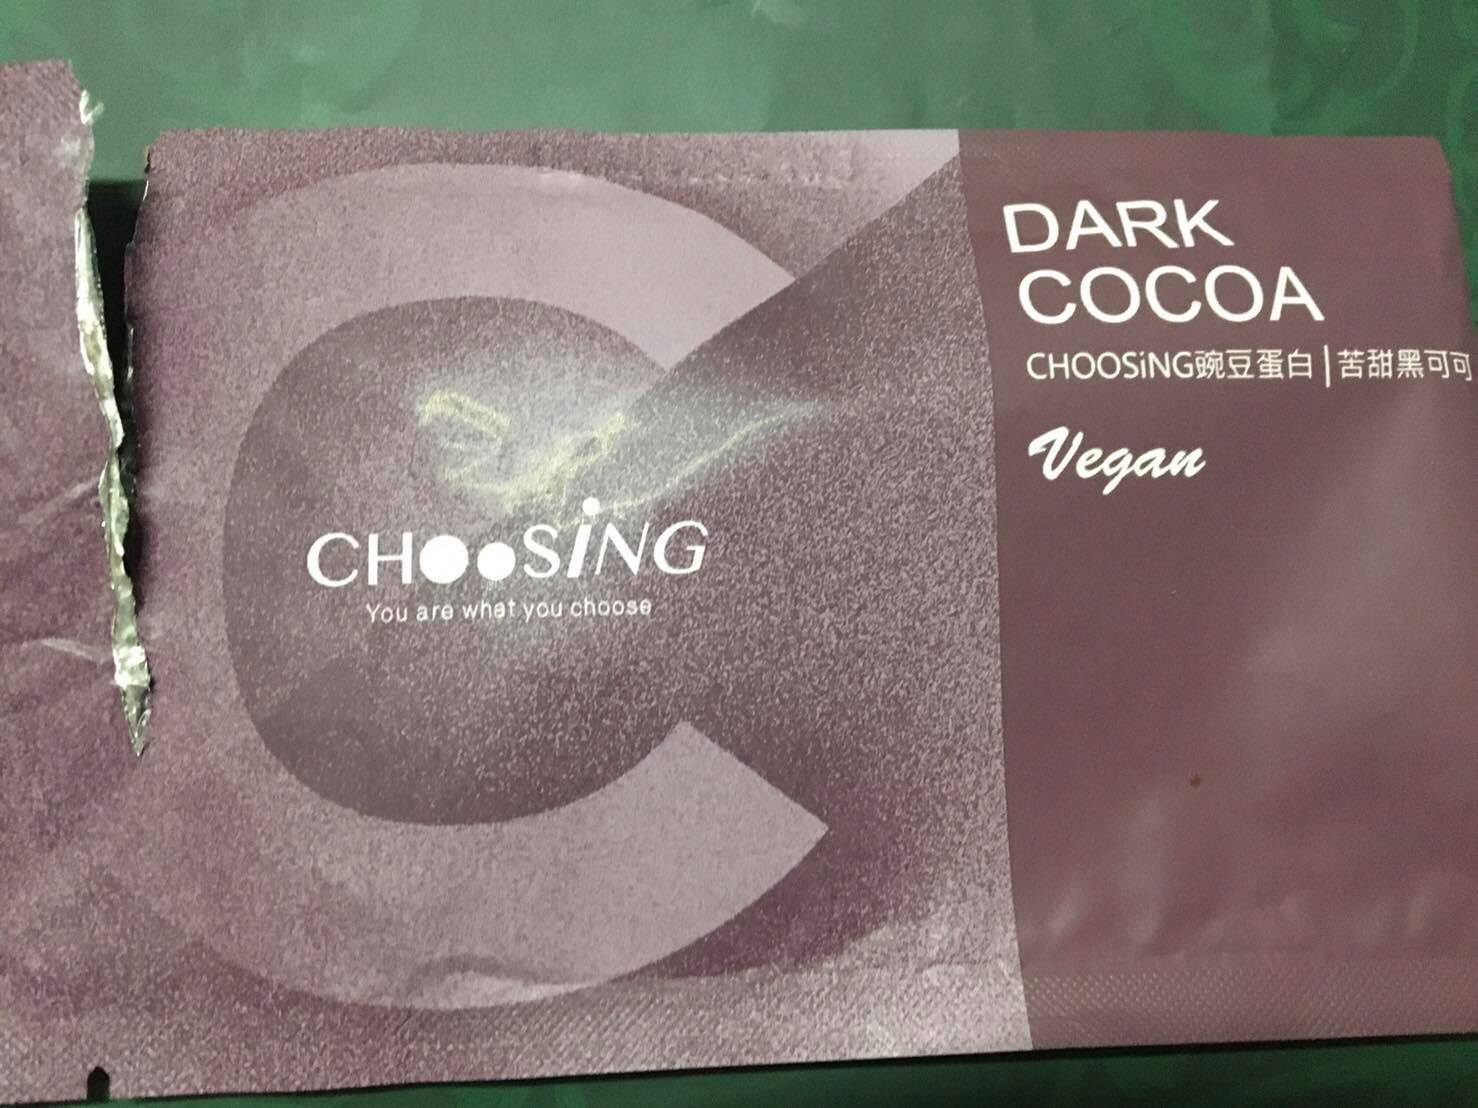 CHOOSiNG
You are what you choose
DARK
COCOA
CHOOSiNG豌豆蛋白|苦甜黑可可
Vegan